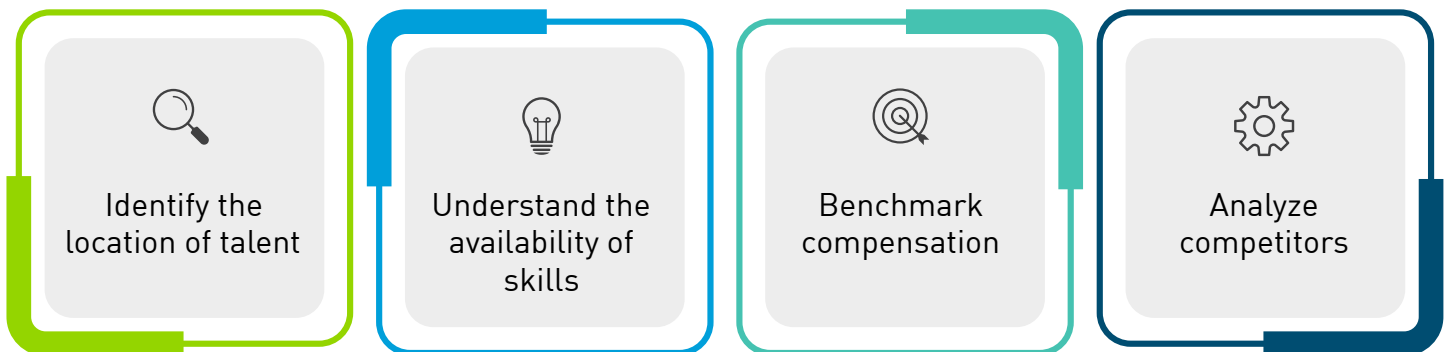 Identify the
location of talent
Understand the
availability of
skills
Benchmark
compensation
Analyze
competitors